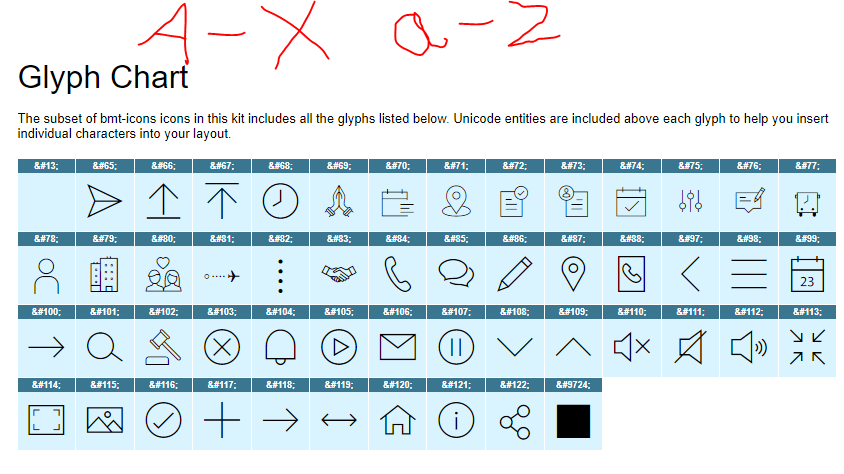 A-X a-z
Glyph Chart
The subset of bmt-icons icons in this kit includes all the glyphs listed below. Unicode entities are included above each glyph to help you insert
individual characters into your layout.
&#13; &#65; &#66; &#67; &#68; &#69; &#70; &#71; &#72; &#73; &#74; &#75; &#76; &#77;
&#78; &#79; &#80; &#81; &#82; &#83; &#84; &#85; &#86; &#87; &#88; &#97; &#98; &#99;
23
&#100; &#101; &#102; &#103; &#104; &#105; &#106; &#107; &#108; &#109; &#110; &#111; &#112; &#113;
&#114; &#115; &#116; &#117; &#118; &#119; &#120; &#121; &#122; &#9724;
i